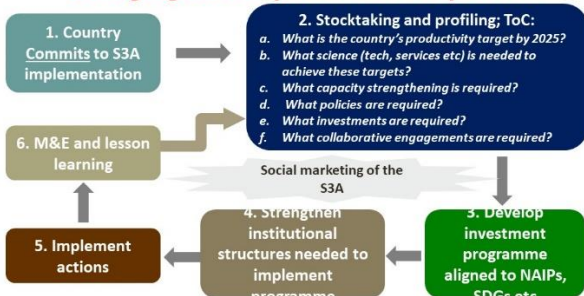 1. Country
Commits to S3A
implementation
2. Stocktaking and profiling; ToC:
a. What is the country's productivity target by 2025?
b. What science (tech, services etc) is needed to
achieve these targets?
c. What capacity strengthening is required?
d. What policies are required?
e. What investments are required?
f. What collaborative engagements are required?
6. M&E and lesson
learning
Social marketing of the
S3A
5. Implement
actions
4. Strengthen
institutional
structures needed to
implement
programme
3. Develop
investment
programme
aligned to NAIPs,
SDGs etc